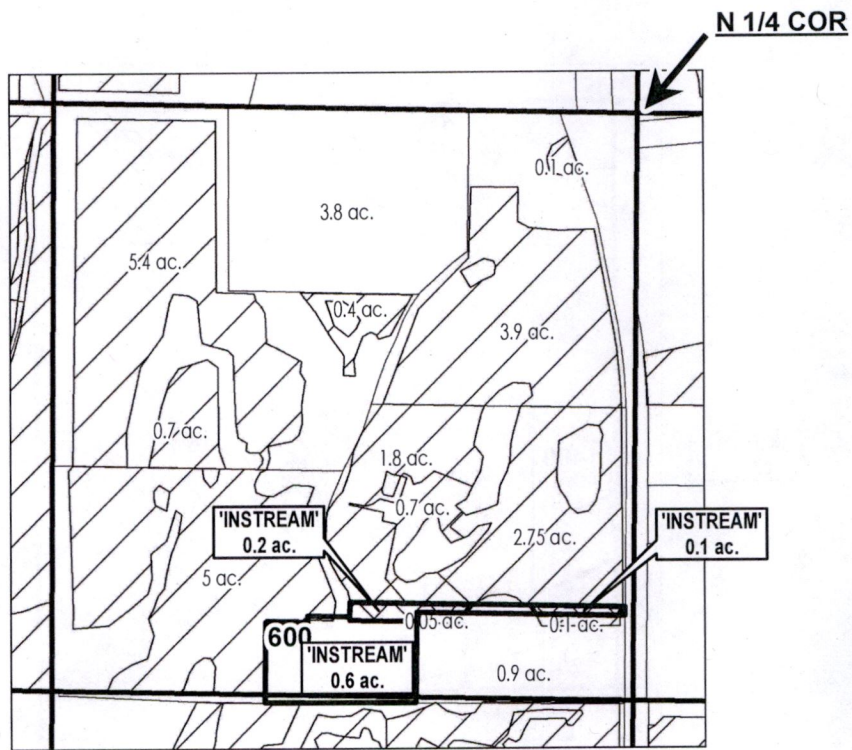 N 1/4 COR
0.1 ac.
3.8 ac.
5.4 ac.
0.4 ac.
3.9 ac.
0.7 ac.
1.8 ac.
0.7 ac.
'INSTREAM'
0.2 ac.
2.75 ac.
'INSTREAM'
0.1 ac.
5 ac.
0.05 ac.
0.1 ac.
600
'INSTREAM'
0.6 ac.
0.9 ac.